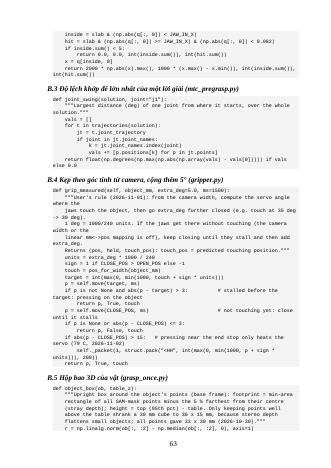 inside = slab & (np.abs(q[:, 0]) < JAW_IN_X)
hit = slab & (np.abs(q[:, 0]) >= JAW_IN_X) & (np.abs(q[:, 0]) < 0.062)
if inside.sum() < 5:
return 0.0, 0.0, int(inside.sum()), int(hit.sum())
x = q[inside, 0]
return 2000 * np.abs(x).max(), 1000 * (x.max() - x.min()), int(inside.sum()),
int(hit.sum())
B.3 Độ lệch khớp để lớn nhất của một lời giải (mtc_pregrasp.py)
def joint_swing(solution, joint="j1"):
"""Largest distance (deg) of one joint from where it starts, over the whole
solution."""
vals = []
for t in trajectories(solution):
jt = t.joint_trajectory
if joint in jt.joint_names:
k = jt.joint_names.index(joint)
vals += [p.positions[k] for p in jt.points]
return float(np.degrees(np.max(np.abs(np.array(vals) - vals[0])))) if vals
else 0.0
B.4 Kẹp theo góc tính từ camera, cộng thêm 5° (gripper.py)
def grip_measured(self, object_mm, extra_deg=5.0, ms=1500):
"""User's rule (2026-11-01): from the camera width, compute the servo angle
where the
jaws touch the object, then go extra_deg further closed (e.g. touch at 35 deg
-> 30 deg).
1 deg = 1000/240 units. If the jaws get there without touching (the camera
width or the
linear mm<->pos mapping is off), keep closing until they stall and then add
extra_deg.
Returns (pos, held, touch_pos): touch_pos = predicted touching position."""
units = extra_deg * 1000 / 240
sign = 1 if CLOSE_POS > OPEN_POS else -1
touch = pos_for_width(object_mm)
target = int(max(0, min(1000, touch + sign * units)))
p = self.move(target, ms)
if p is not None and abs(p - target) > 3: # stalled before the
target: pressing on the object
return p, True, touch
p = self.move(CLOSE_POS, ms) # not touching yet: close
until it stalls
if p is None or abs(p - CLOSE_POS) <= 3:
return p, False, touch
if abs(p - CLOSE_POS) > 15: # pressing near the end stop only heats the
servo (79 C, 2026-11-02)
self._packet(1, struct.pack("<HH", int(max(0, min(1000, p + sign *
units))), 200))
return p, True, touch
B.5 Hộp bao 3D của vật (grasp_once.py)
def object_box(ob, table_z):
"""Upright box around the object's points (base frame): footprint = min-area
rectangle of all SAM-mask points minus the 5 % farthest from their centre
(stray depth); height = top (95th pct) - table. Only keeping points well
above the table shrank a 30 mm cube to 36 x 15 mm, because stereo depth
flattens small objects; all points gave 33 x 30 mm (2026-10-30)."""
r = np.linalg.norm(ob[:, :2] - np.median(ob[:, :2], 0), axis=1)
63